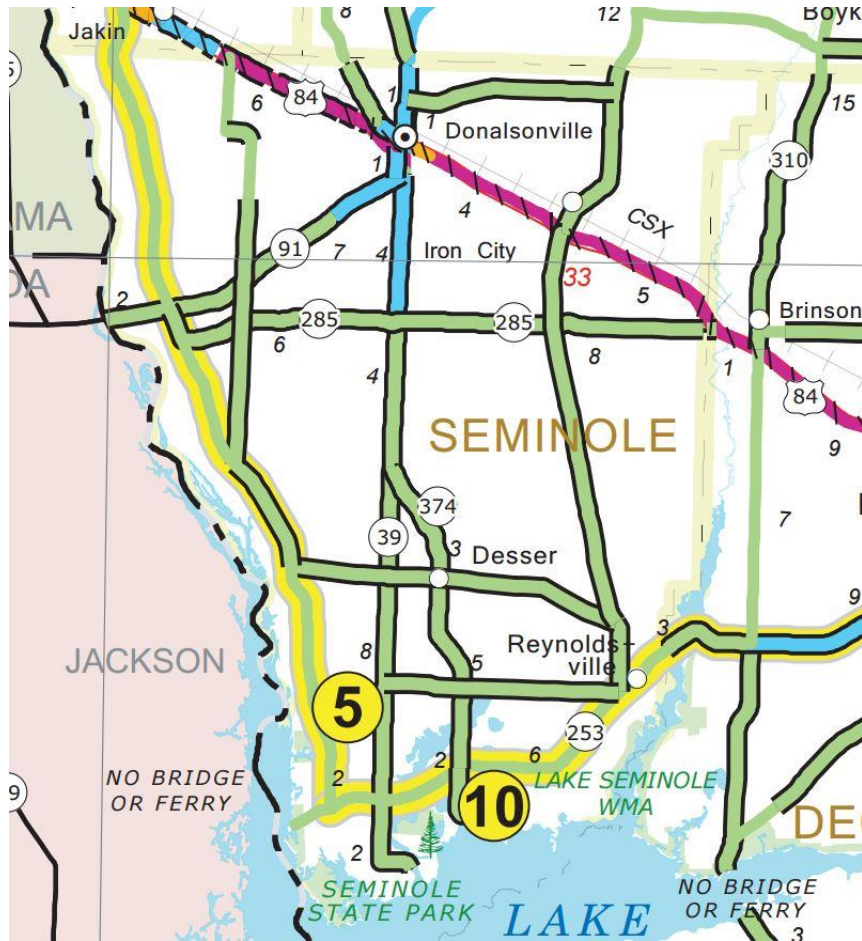 8
12
Boyk
Jakin
6
84
1
1
15
Donalsonville
310
1
4
CSX
MA
91
7
4
Iron City
33
5
DA
2
Brinson
285
285
6
8
1
4
84
SEMINOLE
9
374
39
3
7
Desser
9
3
Reynolds-
ville
JACKSON
8
5
5
253
2
2
6
NO BRIDGE
OR FERRY
LAKE SEMINOLE
WMA
10
9
DE
2
SEMINOLE
STATE PARK
NO BRIDGE
OR FERRY
LAKE
3